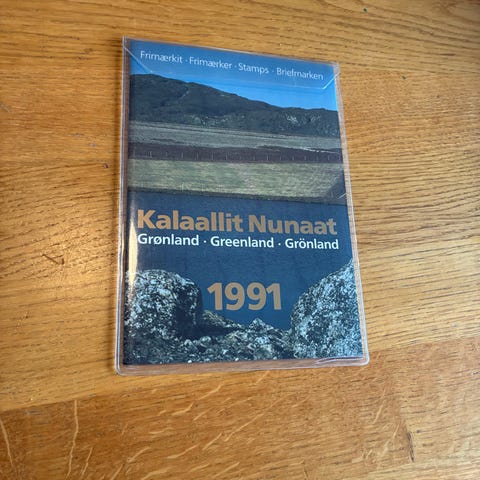 Frimærkit · Frimærker · Stamps · Briefmarken
Kalaallit Nunaat
Grønland · Greenland · Grönland
1991